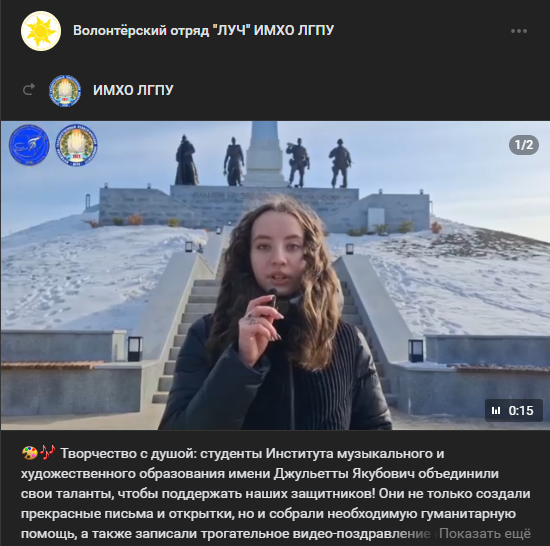 Волонтёрский отряд "ЛУЧ" ИМХО ЛГПУ
ИМХО ЛГПУ
1/2
0:15
🎨🎶 Творчество с душой: студенты Института музыкального и
художественного образования имени Джульетты Якубович объединили
свои таланты, чтобы поддержать наших защитников! Они не только создали
прекрасные письма и открытки, но и собрали необходимую гуманитарную
помощь, а также записали трогательное видео-поздравление Показать ещё